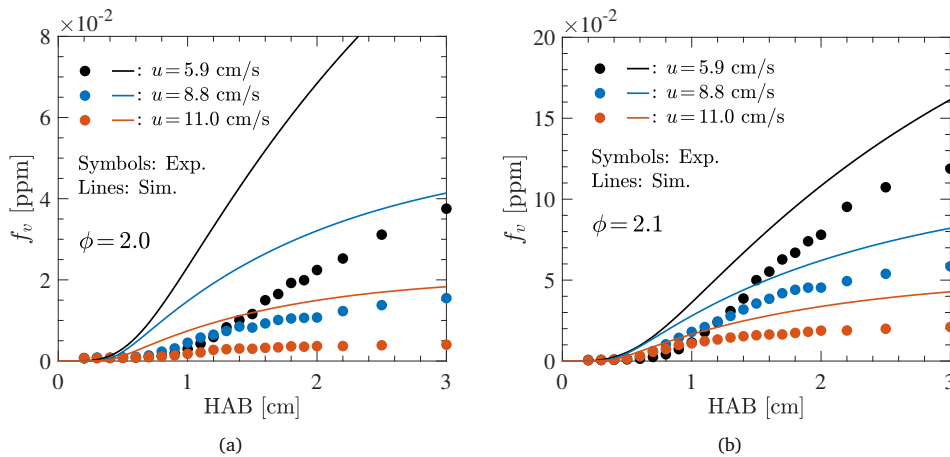 ×10⁻²
8
6
4
2
0
f_v [ppm]
: u = 5.9 cm/s
: u = 8.8 cm/s
: u = 11.0 cm/s
Symbols: Exp.
Lines: Sim.
ϕ = 2.0
0 1 2 3
HAB [cm]
(a)
×10⁻²
20
15
10
5
0
f_v [ppm]
: u = 5.9 cm/s
: u = 8.8 cm/s
: u = 11.0 cm/s
Symbols: Exp.
Lines: Sim.
ϕ = 2.1
0 1 2 3
HAB [cm]
(b)